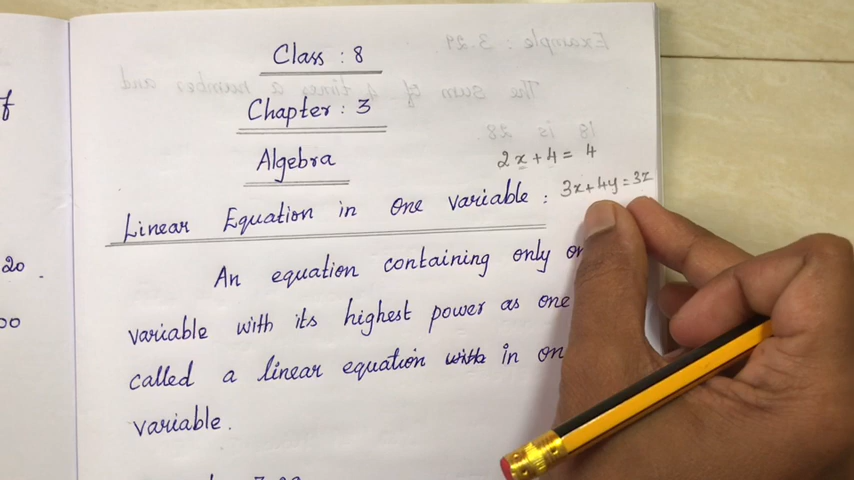 Class : 8
Chapter : 3
Algebra
2x + 4 = 4
Linear Equation in one variable : 3x + 4y = 3z
An equation containing only
variable with its highest power as one
called a linear equation with in
variable.
20 .